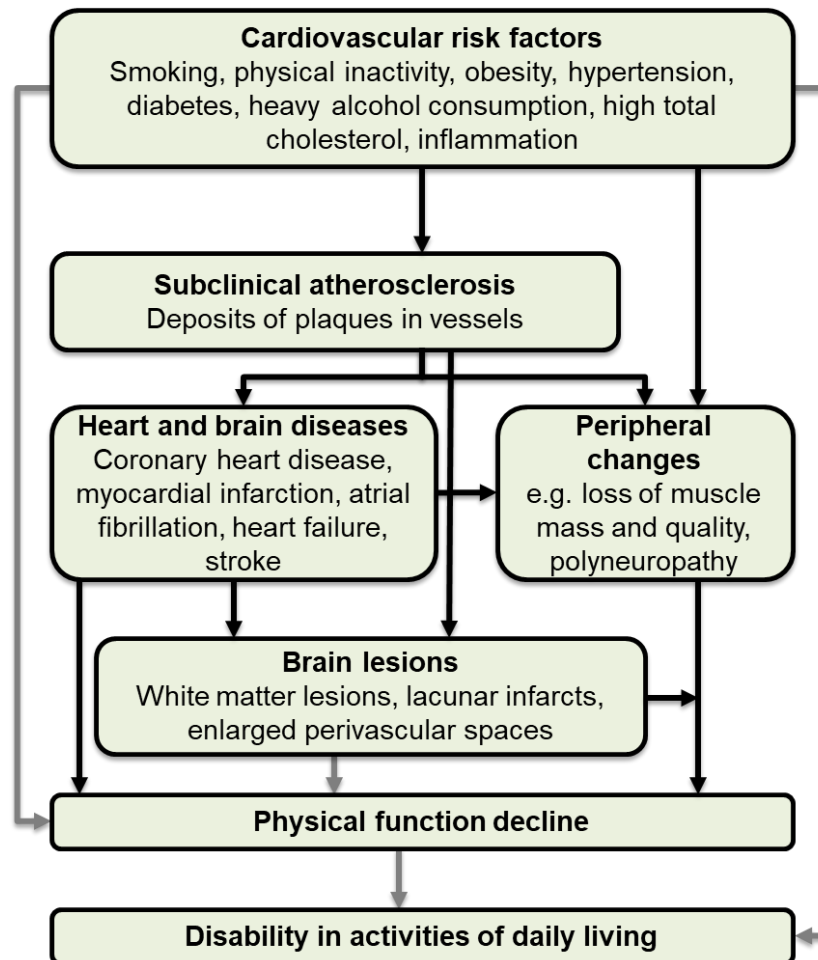 Cardiovascular risk factors
Smoking, physical inactivity, obesity, hypertension,
diabetes, heavy alcohol consumption, high total
cholesterol, inflammation
Subclinical atherosclerosis
Deposits of plaques in vessels
Heart and brain diseases
Coronary heart disease,
myocardial infarction, atrial
fibrillation, heart failure,
stroke
Peripheral
changes
e.g. loss of muscle
mass and quality,
polyneuropathy
Brain lesions
White matter lesions, lacunar infarcts,
enlarged perivascular spaces
Physical function decline
Disability in activities of daily living